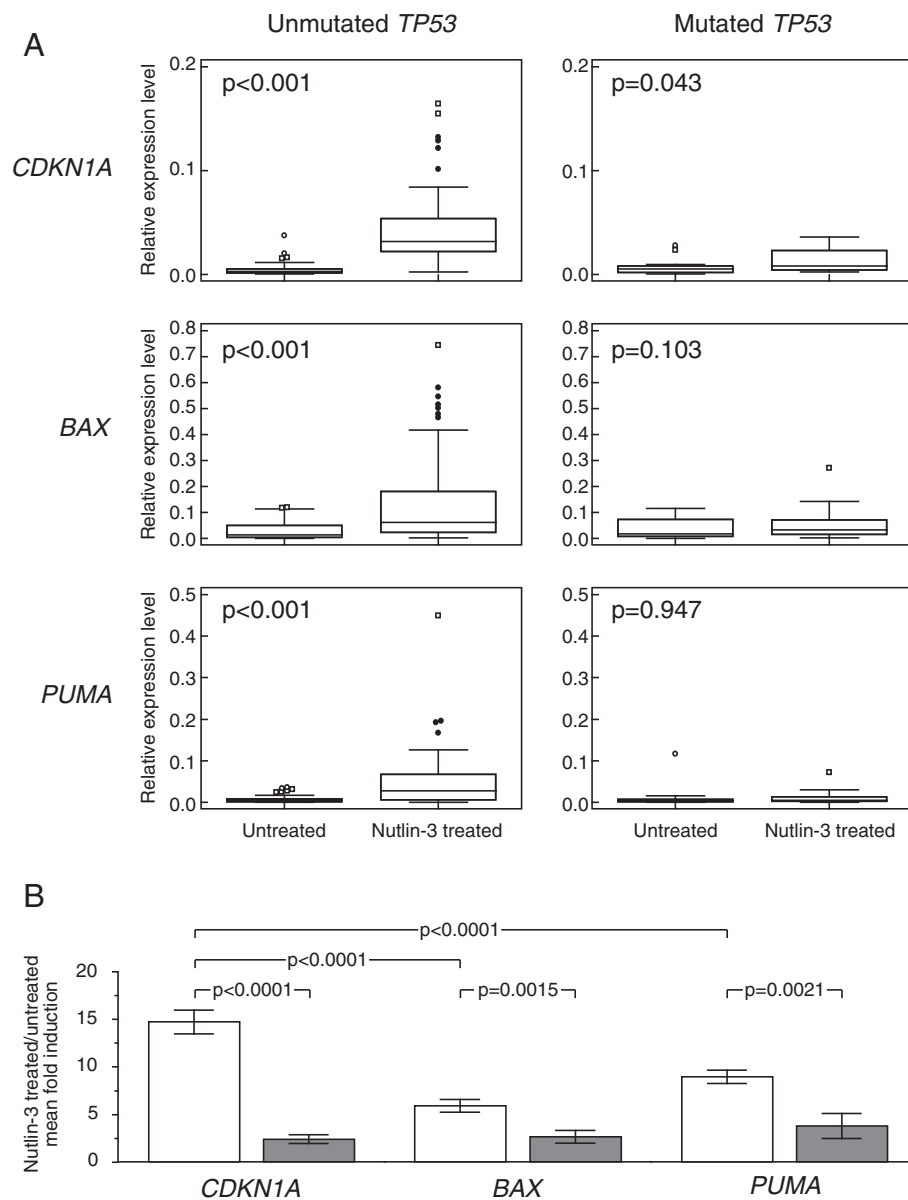 A
Unmutated TP53
Mutated TP53
CDKN1A
Relative expression level
0.2
0.1
0.0
p<0.001
0.2
0.1
0.0
p=0.043
BAX
Relative expression level
0.8
0.7
0.6
0.5
0.4
0.3
0.2
0.1
0.0
p<0.001
0.8
0.7
0.6
0.5
0.4
0.3
0.2
0.1
0.0
p=0.103
PUMA
Relative expression level
0.5
0.4
0.3
0.2
0.1
0.0
p<0.001
0.5
0.4
0.3
0.2
0.1
0.0
p=0.947
Untreated
Nutlin-3 treated
Untreated
Nutlin-3 treated
B
Nutlin-3 treated/untreated
mean fold induction
20
15
10
5
0
p<0.0001
p<0.0001
p<0.0001
p=0.0015
p=0.0021
CDKN1A
BAX
PUMA